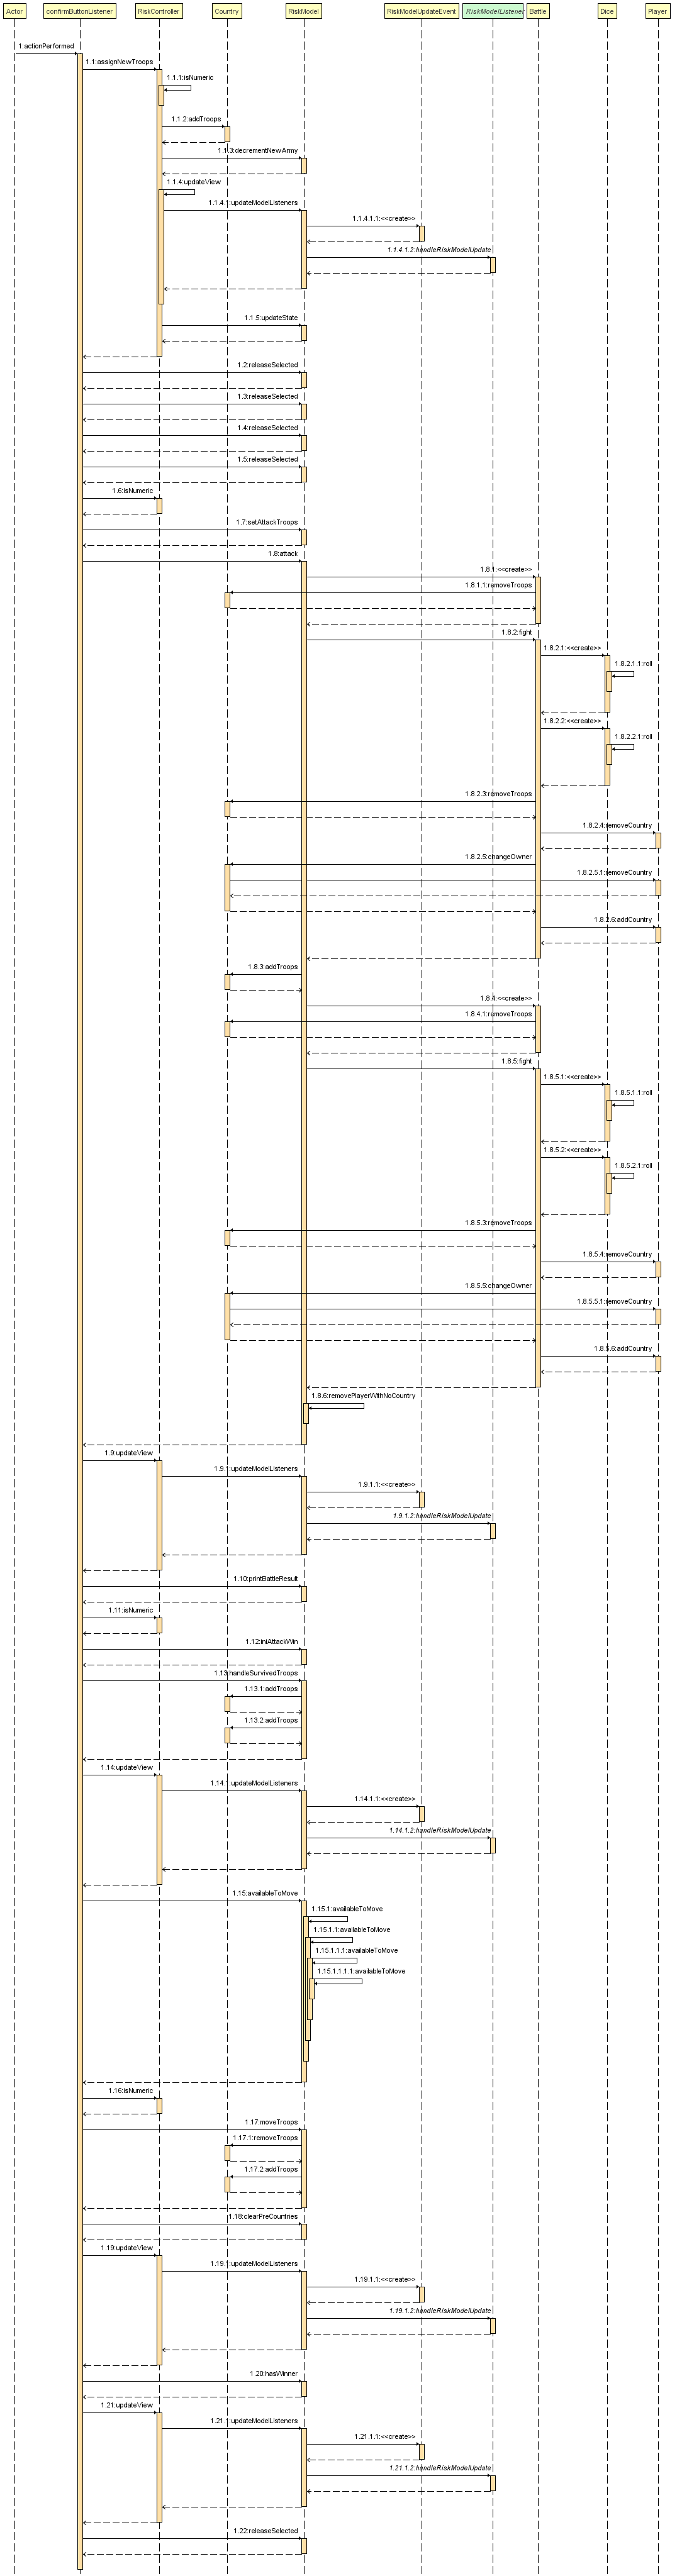 Actor
confirmButtonListener
RiskController
Country
RiskModel
RiskModelUpdateEvent
RiskModelListener
Battle
Dice
Player
1:actionPerformed
1.1:assignNewTroops
1.1.1:isNumeric
1.1.2:addTroops
1.1.3:decrementNewArmy
1.1.4:updateView
1.1.4.1:updateModelListeners
1.1.4.1.1:<<create>>
1.1.4.1.2:handleRiskModelUpdate
1.1.5:updateState
1.2:releaseSelected
1.3:releaseSelected
1.4:releaseSelected
1.5:releaseSelected
1.6:isNumeric
1.7:setAttackTroops
1.8:attack
1.8.1:<<create>>
1.8.1.1:removeTroops
1.8.2:fight
1.8.2.1:<<create>>
1.8.2.1.1:roll
1.8.2.2:<<create>>
1.8.2.2.1:roll
1.8.2.3:removeTroops
1.8.2.4:removeCountry
1.8.2.5:changeOwner
1.8.2.5.1:removeCountry
1.8.2.6:addCountry
1.8.3:addTroops
1.8.4:<<create>>
1.8.4.1:removeTroops
1.8.5:fight
1.8.5.1:<<create>>
1.8.5.1.1:roll
1.8.5.2:<<create>>
1.8.5.2.1:roll
1.8.5.3:removeTroops
1.8.5.4:removeCountry
1.8.5.5:changeOwner
1.8.5.5.1:removeCountry
1.8.5.6:addCountry
1.8.6:removePlayerWithNoCountry
1.9:updateView
1.9.1:updateModelListeners
1.9.1.1:<<create>>
1.9.1.2:handleRiskModelUpdate
1.10:printBattleResult
1.11:isNumeric
1.12:iniAttackWin
1.13:handleSurvivedTroops
1.13.1:addTroops
1.13.2:addTroops
1.14:updateView
1.14.1:updateModelListeners
1.14.1.1:<<create>>
1.14.1.2:handleRiskModelUpdate
1.15:availableToMove
1.15.1:availableToMove
1.15.1.1:availableToMove
1.15.1.1.1:availableToMove
1.15.1.1.1.1:availableToMove
1.16:isNumeric
1.17:moveTroops
1.17.1:removeTroops
1.17.2:addTroops
1.18:clearPreCountries
1.19:updateView
1.19.1:updateModelListeners
1.19.1.1:<<create>>
1.19.1.2:handleRiskModelUpdate
1.20:hasWinner
1.21:updateView
1.21.1:updateModelListeners
1.21.1.1:<<create>>
1.21.1.2:handleRiskModelUpdate
1.22:releaseSelected